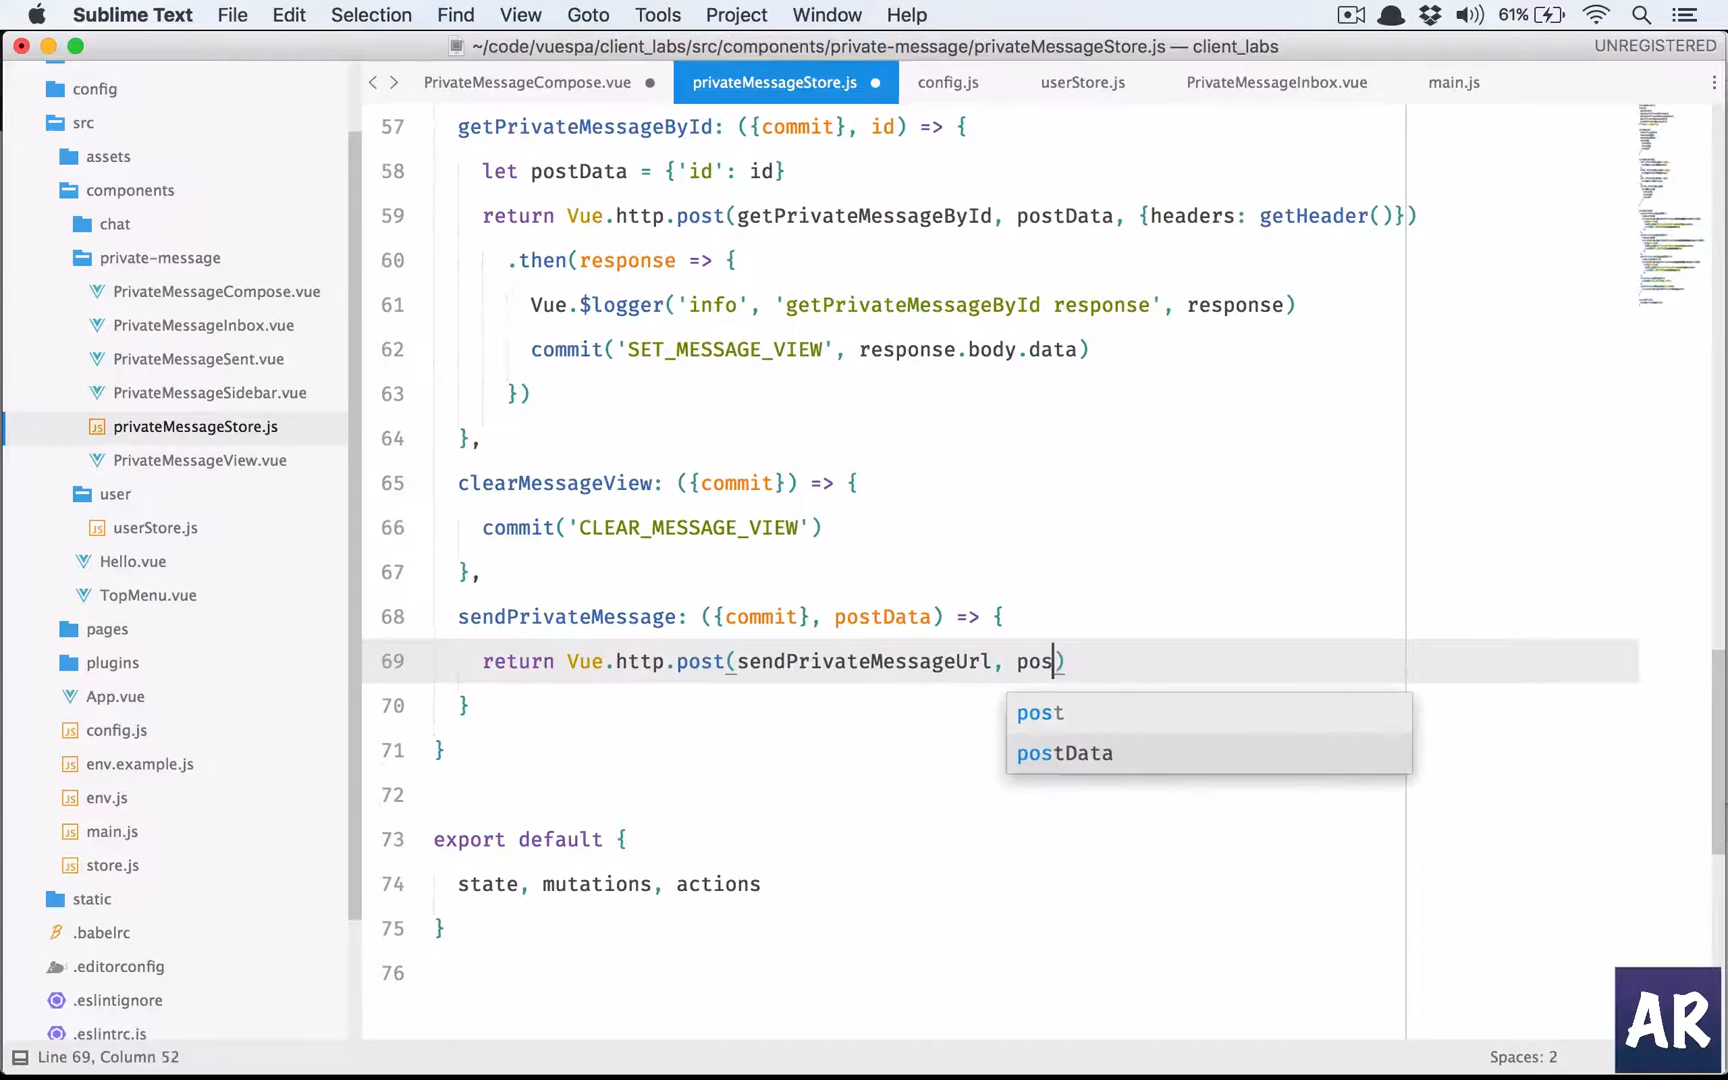 Sublime Text File Edit Selection Find View Goto Tools Project Window Help 61%
~/code/vuespa/client_labs/src/components/private-message/privateMessageStore.js — client_labs UNREGISTERED
PrivateMessageCompose.vue privateMessageStore.js config.js userStore.js PrivateMessageInbox.vue main.js
config
src
assets
components
chat
private-message
PrivateMessageCompose.vue
PrivateMessageInbox.vue
PrivateMessageSent.vue
PrivateMessageSidebar.vue
JS privateMessageStore.js
PrivateMessageView.vue
user
JS userStore.js
Hello.vue
TopMenu.vue
pages
plugins
App.vue
JS config.js
JS env.example.js
JS env.js
JS main.js
JS store.js
static
.babelrc
.editorconfig
.eslintignore
.eslintrc.js
57 getPrivateMessageById: ({commit}, id) => {
58 let postData = {'id': id}
59 return Vue.http.post(getPrivateMessageById, postData, {headers: getHeader()})
60 .then(response => {
61 Vue.$logger('info', 'getPrivateMessageById response', response)
62 commit('SET_MESSAGE_VIEW', response.body.data)
63 })
64 },
65 clearMessageView: ({commit}) => {
66 commit('CLEAR_MESSAGE_VIEW')
67 },
68 sendPrivateMessage: ({commit}, postData) => {
69 return Vue.http.post(sendPrivateMessageUrl, pos)
70 }
post
postData
71 }
72
73 export default {
74 state, mutations, actions
75 }
76
AR
Line 69, Column 52 Spaces: 2